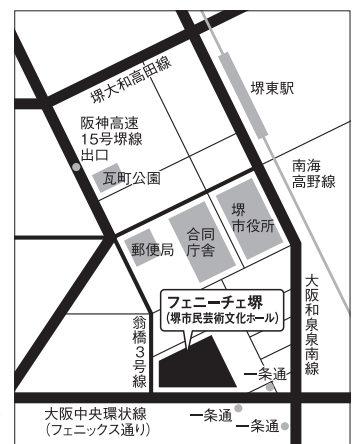 堺大和高田線
堺東駅
阪神高速
15号堺線
出口
瓦町公園
南海
高野線
堺
市役所
合同
庁舎
郵便局
フェニーチェ堺
(堺市民芸術文化ホール)
翁橋3号線
大阪和泉泉南線
一条通
大阪中央環状線
(フェニックス通り)
一条通
一条通